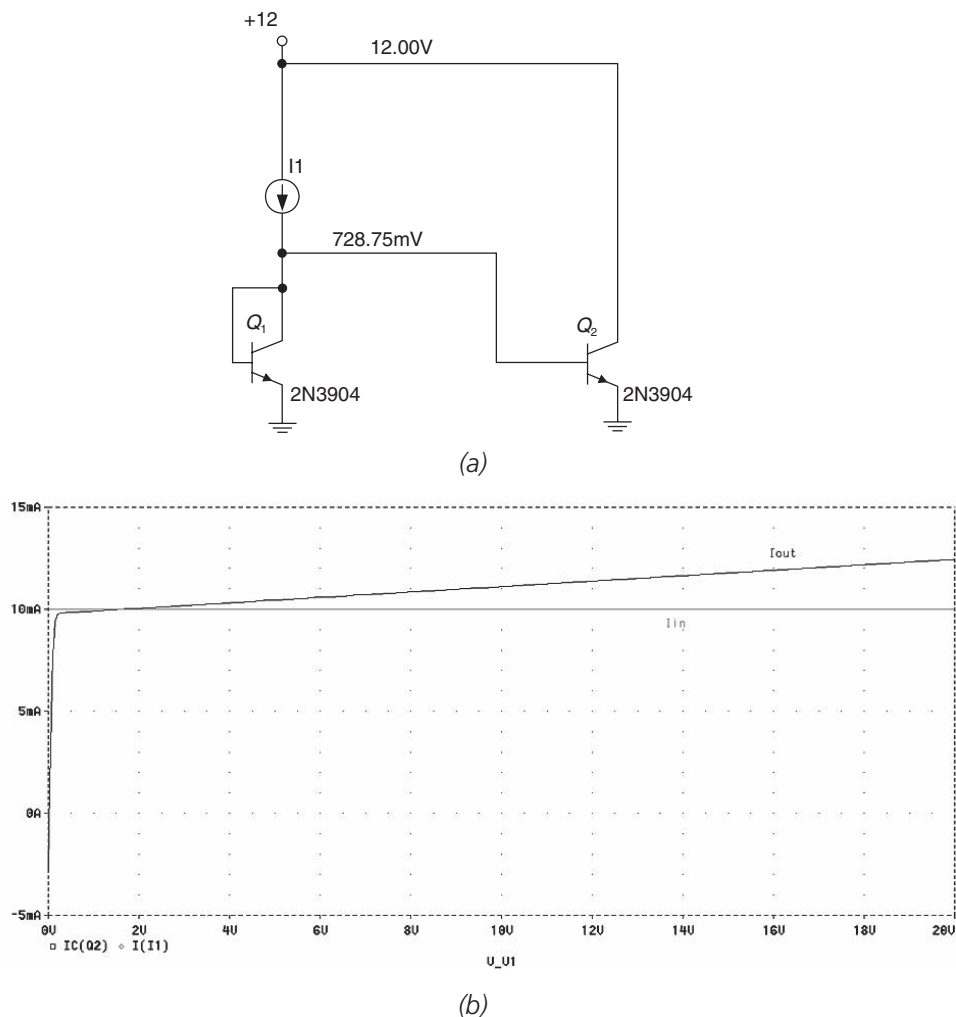 +12
12.00V
I1
728.75mV
Q1
Q2
2N3904
2N3904
(a)
15mA
Iout
10mA
Iin
5mA
0A
-5mA
0V 2V 4V 6V 8V 10V 12V 14V 16V 18V 20V
IC(Q2) I(I1)
V_V1
(b)